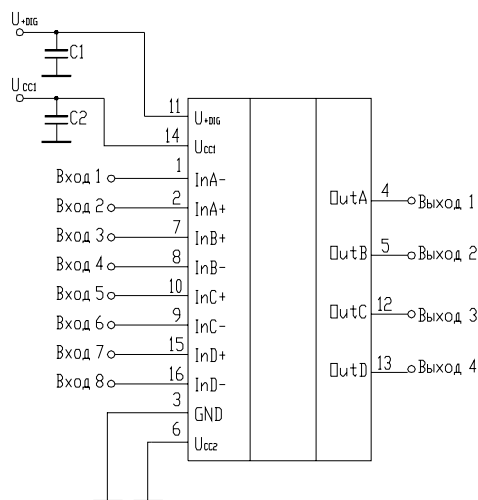 U+DIG
C1
UCC1
C2
11 U+DIG
14 UCC1
Вход 1 1 InA-
Вход 2 2 InA+
OutA 4 Выход 1
Вход 3 7 InB+
Вход 4 8 InB-
OutB 5 Выход 2
Вход 5 10 InC+
Вход 6 9 InC-
OutC 12 Выход 3
Вход 7 15 InD+
Вход 8 16 InD-
OutD 13 Выход 4
3 GND
6 UCC2